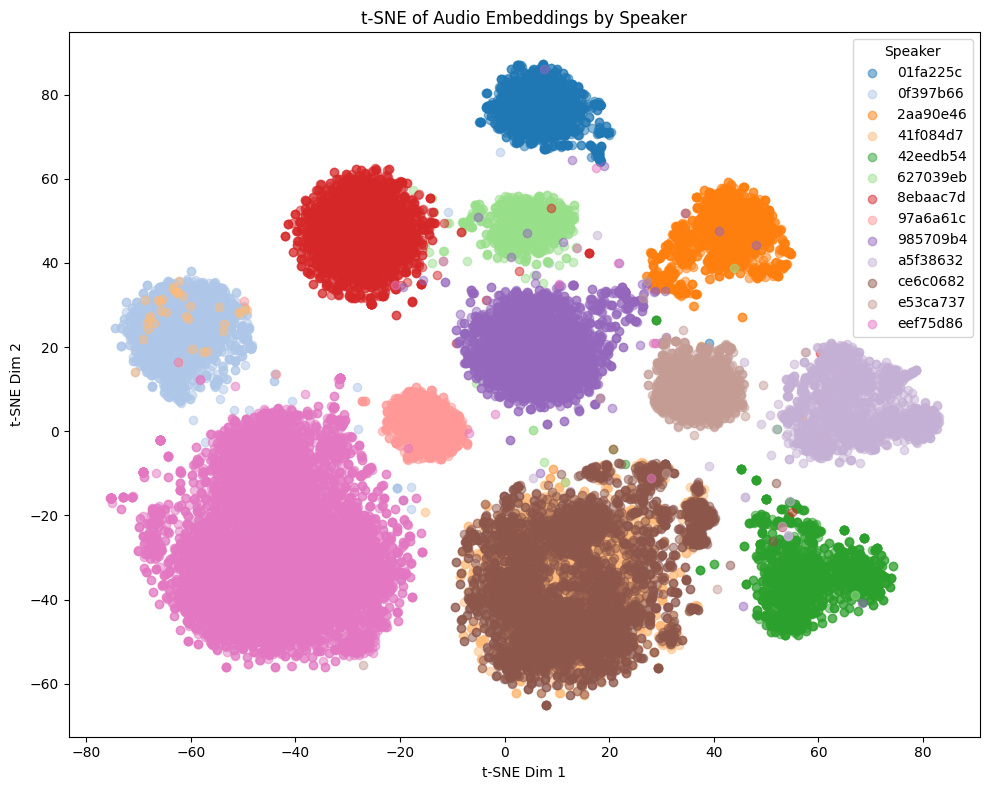 t-SNE of Audio Embeddings by Speaker
Speaker
01fa225c
0f397b66
2aa90e46
41f084d7
42eedb54
627039eb
8ebaac7d
97a6a61c
985709b4
a5f38632
ce6c0682
e53ca737
eef75d86
t-SNE Dim 2
80
60
40
20
0
−20
−40
−60
−80
−60
−40
−20
0
20
40
60
80
t-SNE Dim 1